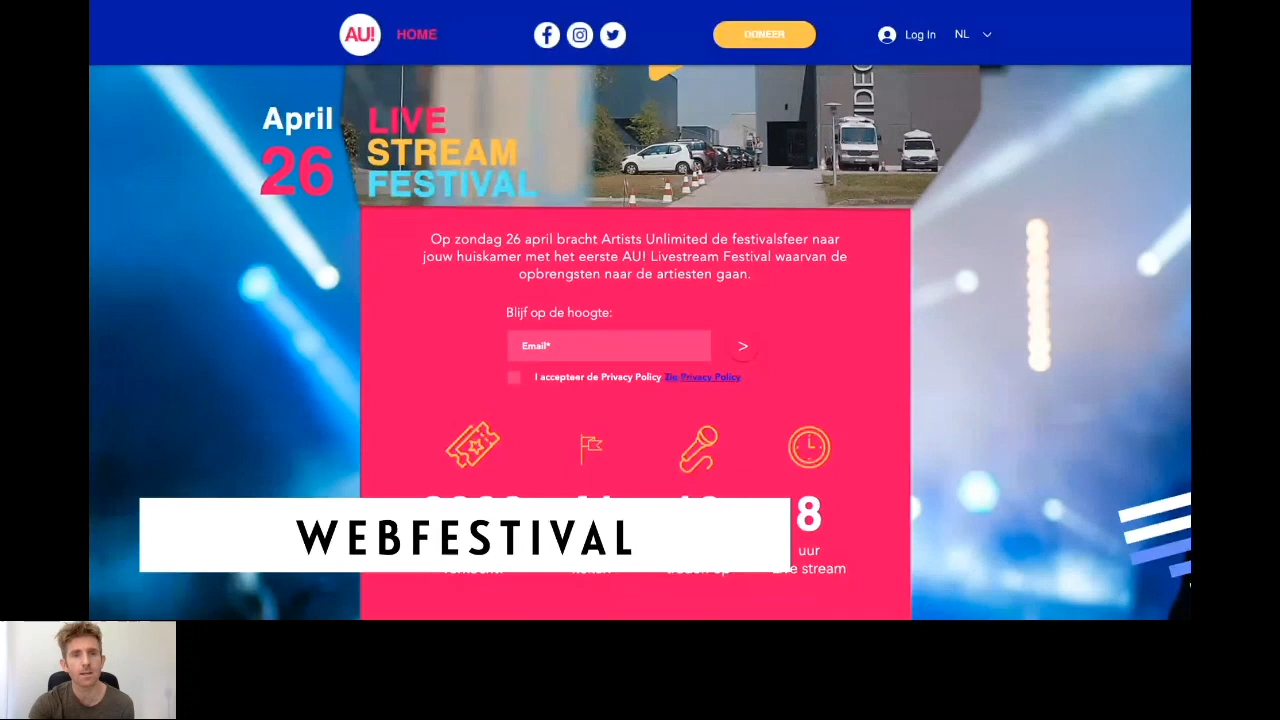 AU! HOME DONEER Log In NL
April
26
LIVE
STREAM
FESTIVAL
Op zondag 26 april bracht Artists Unlimited de festivalsfeer naar
jouw huiskamer met het eerste AU! Livestream Festival waarvan de
opbrengsten naar de artiesten gaan.
Blijf op de hoogte:
Email* >
I accepteer de Privacy Policy Zie Privacy Policy
8
uur
stream
WEBFESTIVAL